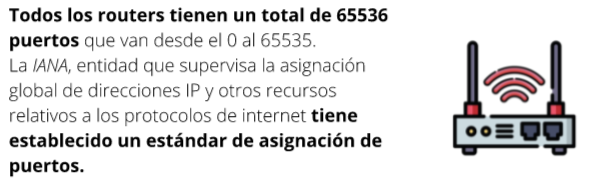 Todos los routers tienen un total de 65536
puertos que van desde el 0 al 65535.
La IANA, entidad que supervisa la asignación
global de direcciones IP y otros recursos
relativos a los protocolos de internet tiene
establecido un estándar de asignación de
puertos.